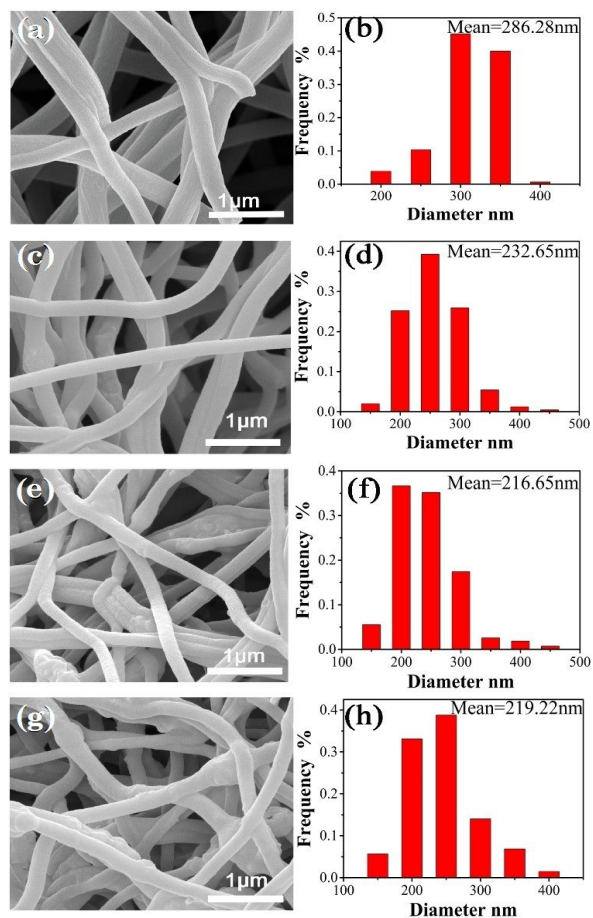 (a)
1μm
(b)
Mean=286.28nm
Frequency %
0.5
0.4
0.3
0.2
0.1
0.0
200 300 400
Diameter nm
(c)
1μm
(d)
Mean=232.65nm
Frequency %
0.4
0.3
0.2
0.1
0.0
100 200 300 400 500
Diameter nm
(e)
1μm
(f)
Mean=216.65nm
Frequency %
0.4
0.3
0.2
0.1
0.0
100 200 300 400 500
Diameter nm
(g)
1μm
(h)
Mean=219.22nm
Frequency %
0.4
0.3
0.2
0.1
0.0
100 200 300 400
Diameter nm